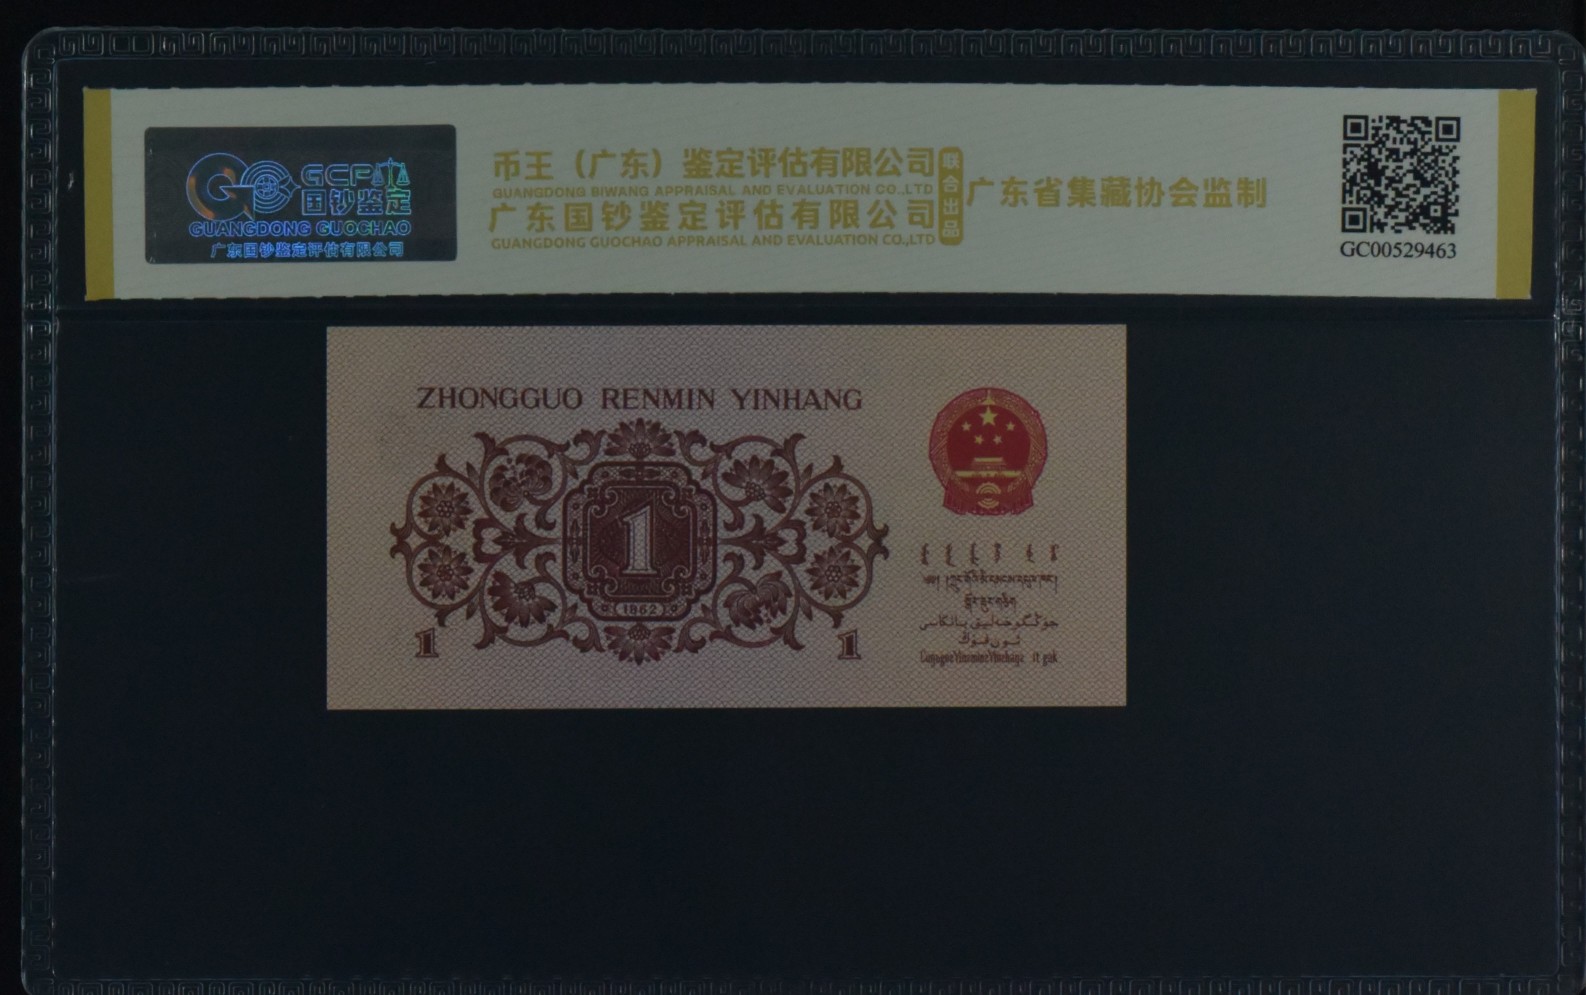 GCP
国钞鉴定
GUANGDONG GUOCHAO
广东国钞鉴定评估有限公司
币王（广东）鉴定评估有限公司
GUANGDONG BIWANG APPRAISAL AND EVALUATION CO.,LTD
广东国钞鉴定评估有限公司
GUANGDONG GUOCHAO APPRAISAL AND EVALUATION CO.,LTD
联合出品
广东省集藏协会监制
GC00529463
ZHONGGUO RENMIN YINHANG
1
1962
1
1